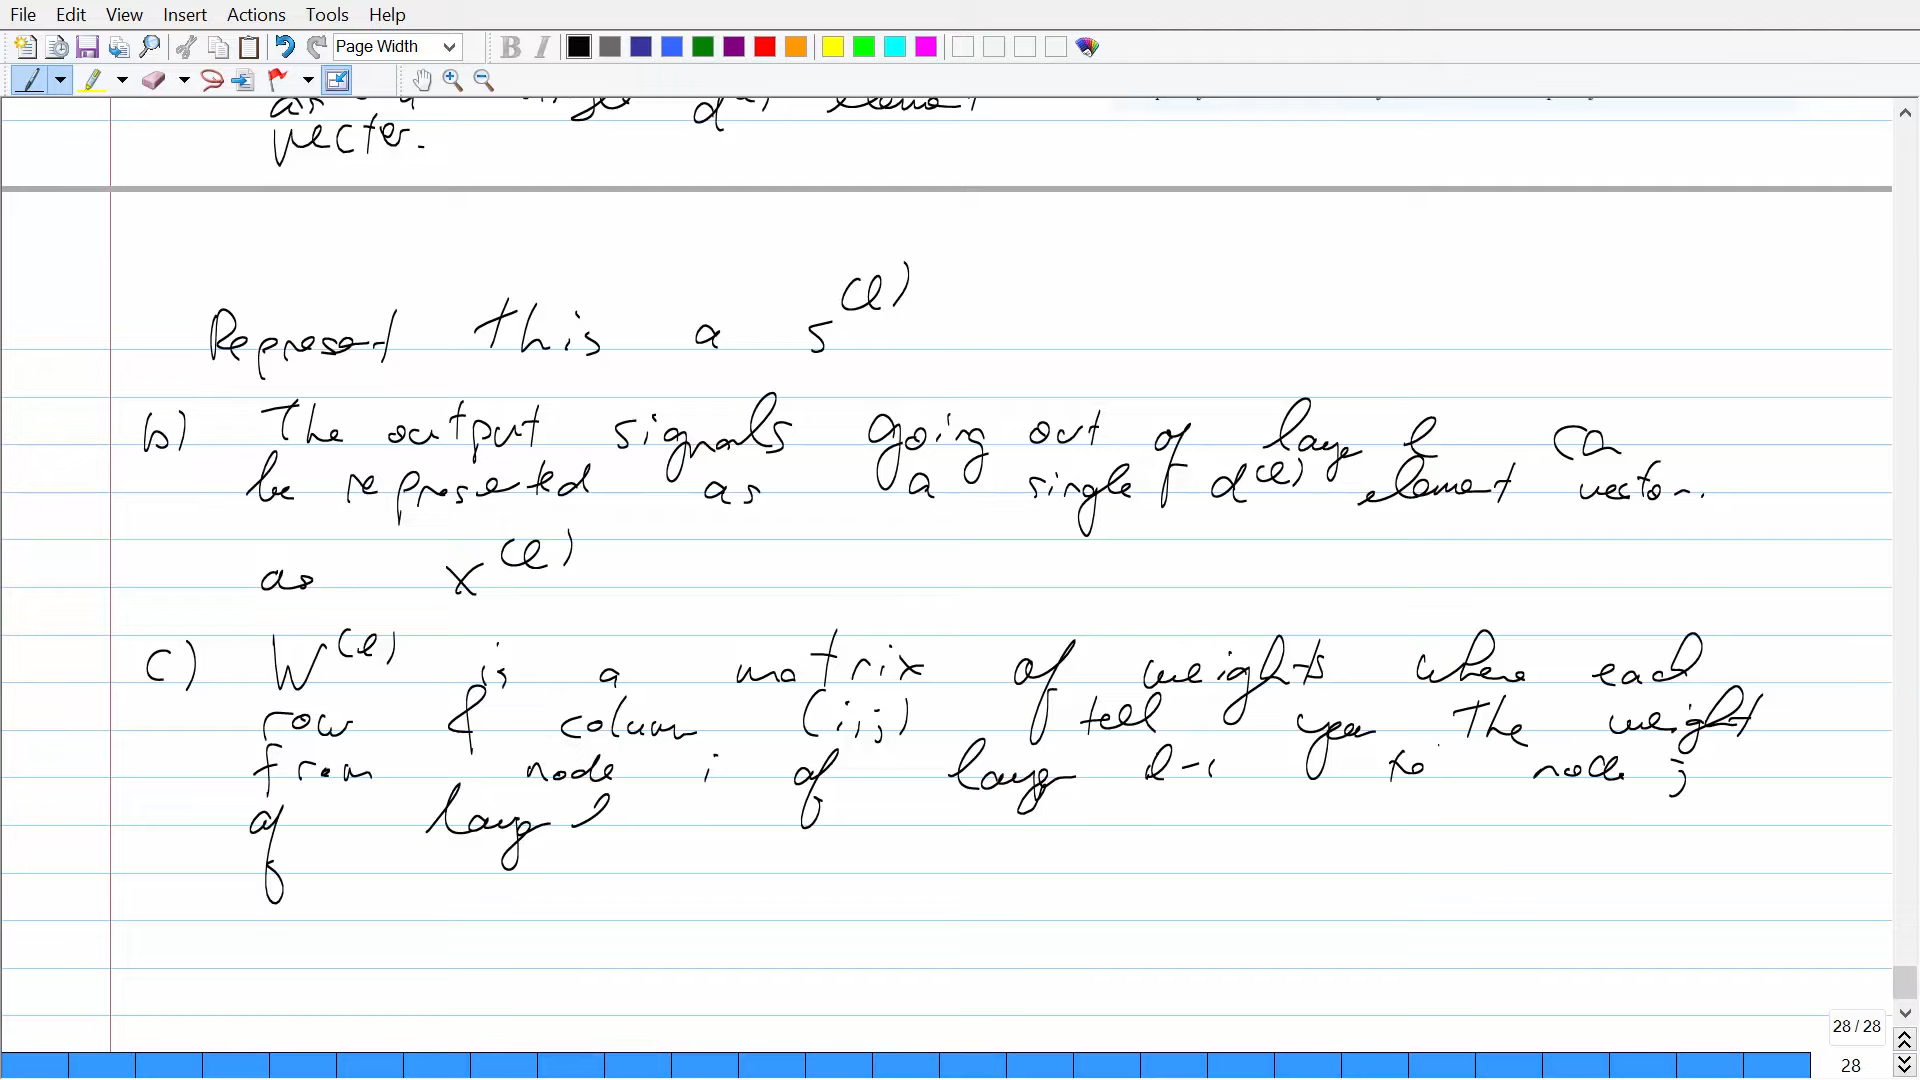 File Edit View Insert Actions Tools Help
Page Width
B I
element
vector.
Represent this a s^(l)
b) The output signals going out of layer l can
be represented as a single d^(l) element vector.
as x^(l)
c) W^(l) is a matrix of weights where each
row & column (i,j) tell you the weight
from node i of layer l-1 to node j
of layer l
28 / 28
28